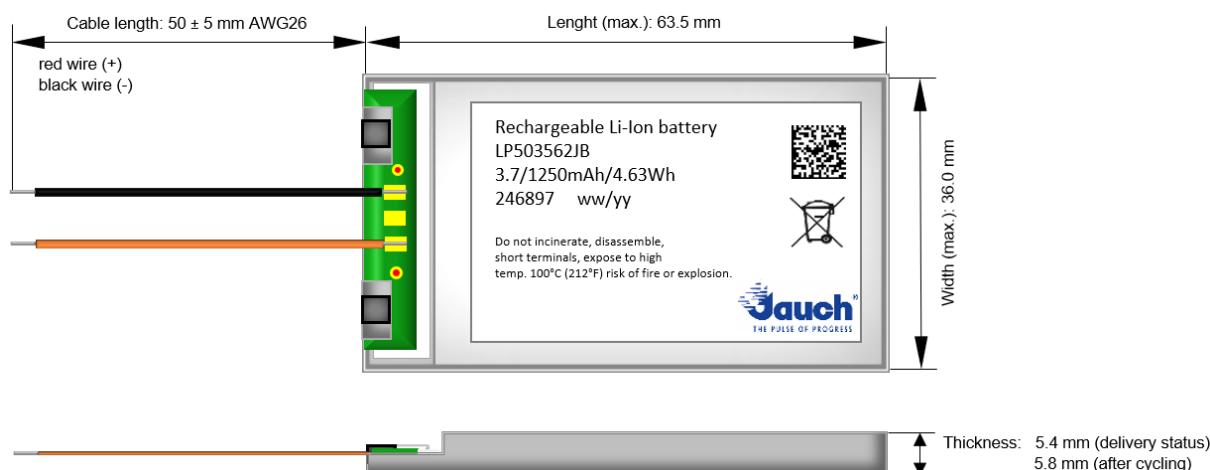 Cable length: 50 ± 5 mm AWG26
Lenght (max.): 63.5 mm
red wire (+)
black wire (-)
Rechargeable Li-Ion battery
LP503562JB
3.7/1250mAh/4.63Wh
246897 ww/yy
Do not incinerate, disassemble,
short terminals, expose to high
temp. 100°C (212°F) risk of fire or explosion.
Jauch®
THE PULSE OF PROGRESS
Width (max.): 36.0 mm
Thickness: 5.4 mm (delivery status)
5.8 mm (after cycling)